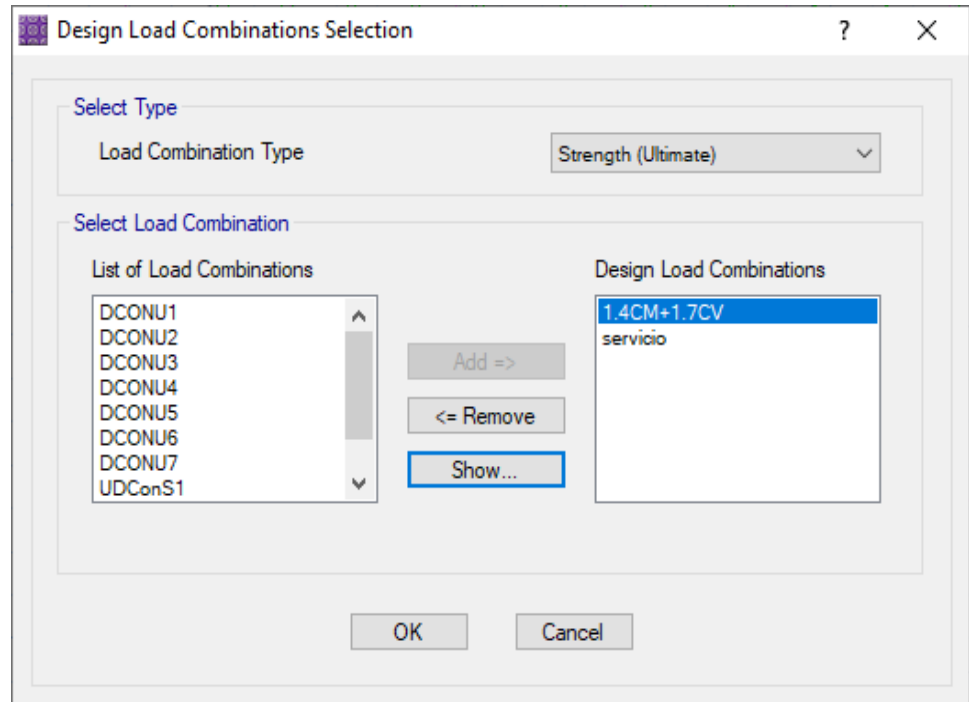 Design Load Combinations Selection
?
Select Type
Load Combination Type
Strength (Ultimate)
Select Load Combination
List of Load Combinations
DCONU1
DCONU2
DCONU3
DCONU4
DCONU5
DCONU6
DCONU7
UDConS1
Add =>
<= Remove
Show...
Design Load Combinations
1.4CM+1.7CV
servicio
OK
Cancel